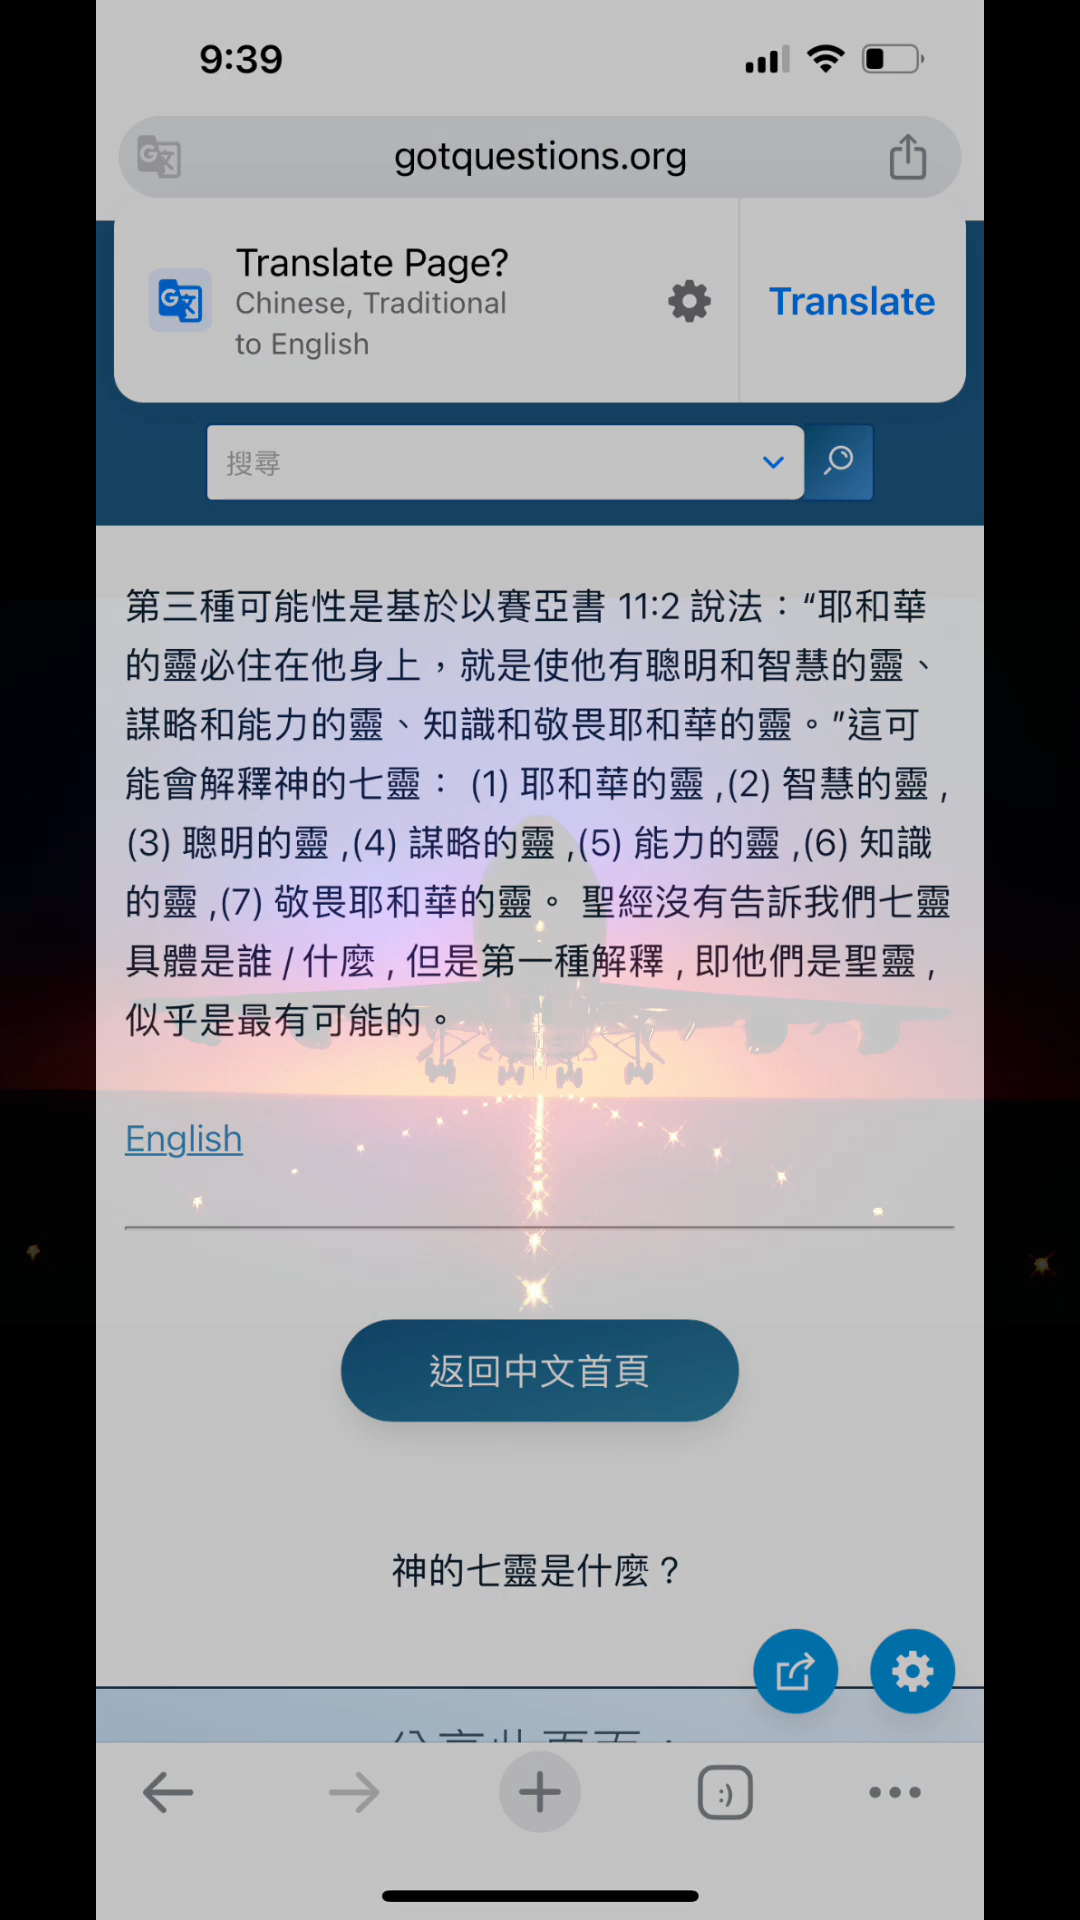 9:39
gotquestions.org
Translate Page?
Chinese, Traditional
to English
Translate
搜尋
第三種可能性是基於以賽亞書 11:2 說法：“耶和華
的靈必住在他身上，就是使他有聰明和智慧的靈、
謀略和能力的靈、知識和敬畏耶和華的靈。”這可
能會解釋神的七靈： (1) 耶和華的靈 ,(2) 智慧的靈 ,
(3) 聰明的靈 ,(4) 謀略的靈 ,(5) 能力的靈 ,(6) 知識
的靈 ,(7) 敬畏耶和華的靈。 聖經沒有告訴我們七靈
具體是誰 / 什麼 , 但是第一種解釋 , 即他們是聖靈 ,
似乎是最有可能的。
English
返回中文首頁
神的七靈是什麼？
:)